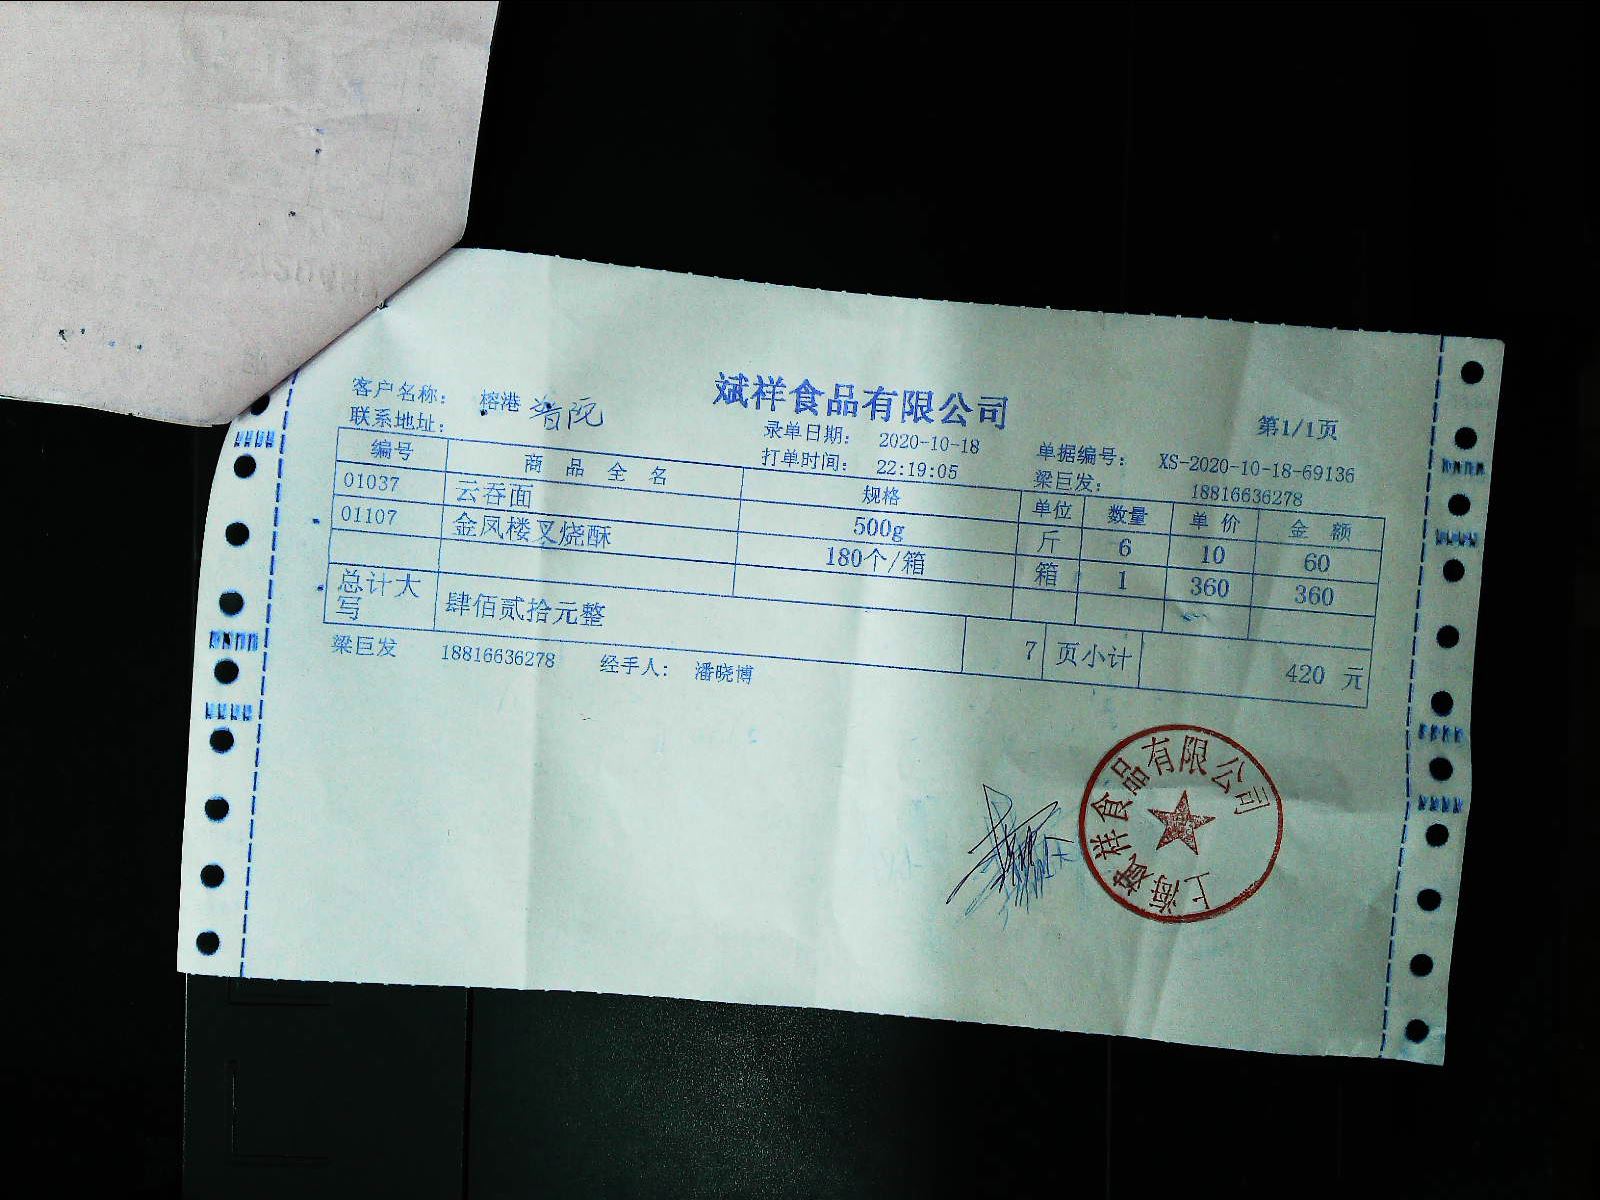 斌祥食品有限公司
客户名称： 榕港 普阮
录单日期： 2020-10-18
第1/1页
联系地址：
打单时间： 22:19:05
单据编号： XS-2020-10-18-69136
梁巨发： 18816636278
编号 商 品 全 名 规格 单位 数量 单 价 金 额
01037 云吞面 500g 斤 6 10 60
01107 金凤楼叉烧酥 180个/箱 箱 1 360 360
总计大写 肆佰贰拾元整 7 页小计 420 元
梁巨发 18816636278 经手人： 潘晓博
上海斌祥食品有限公司